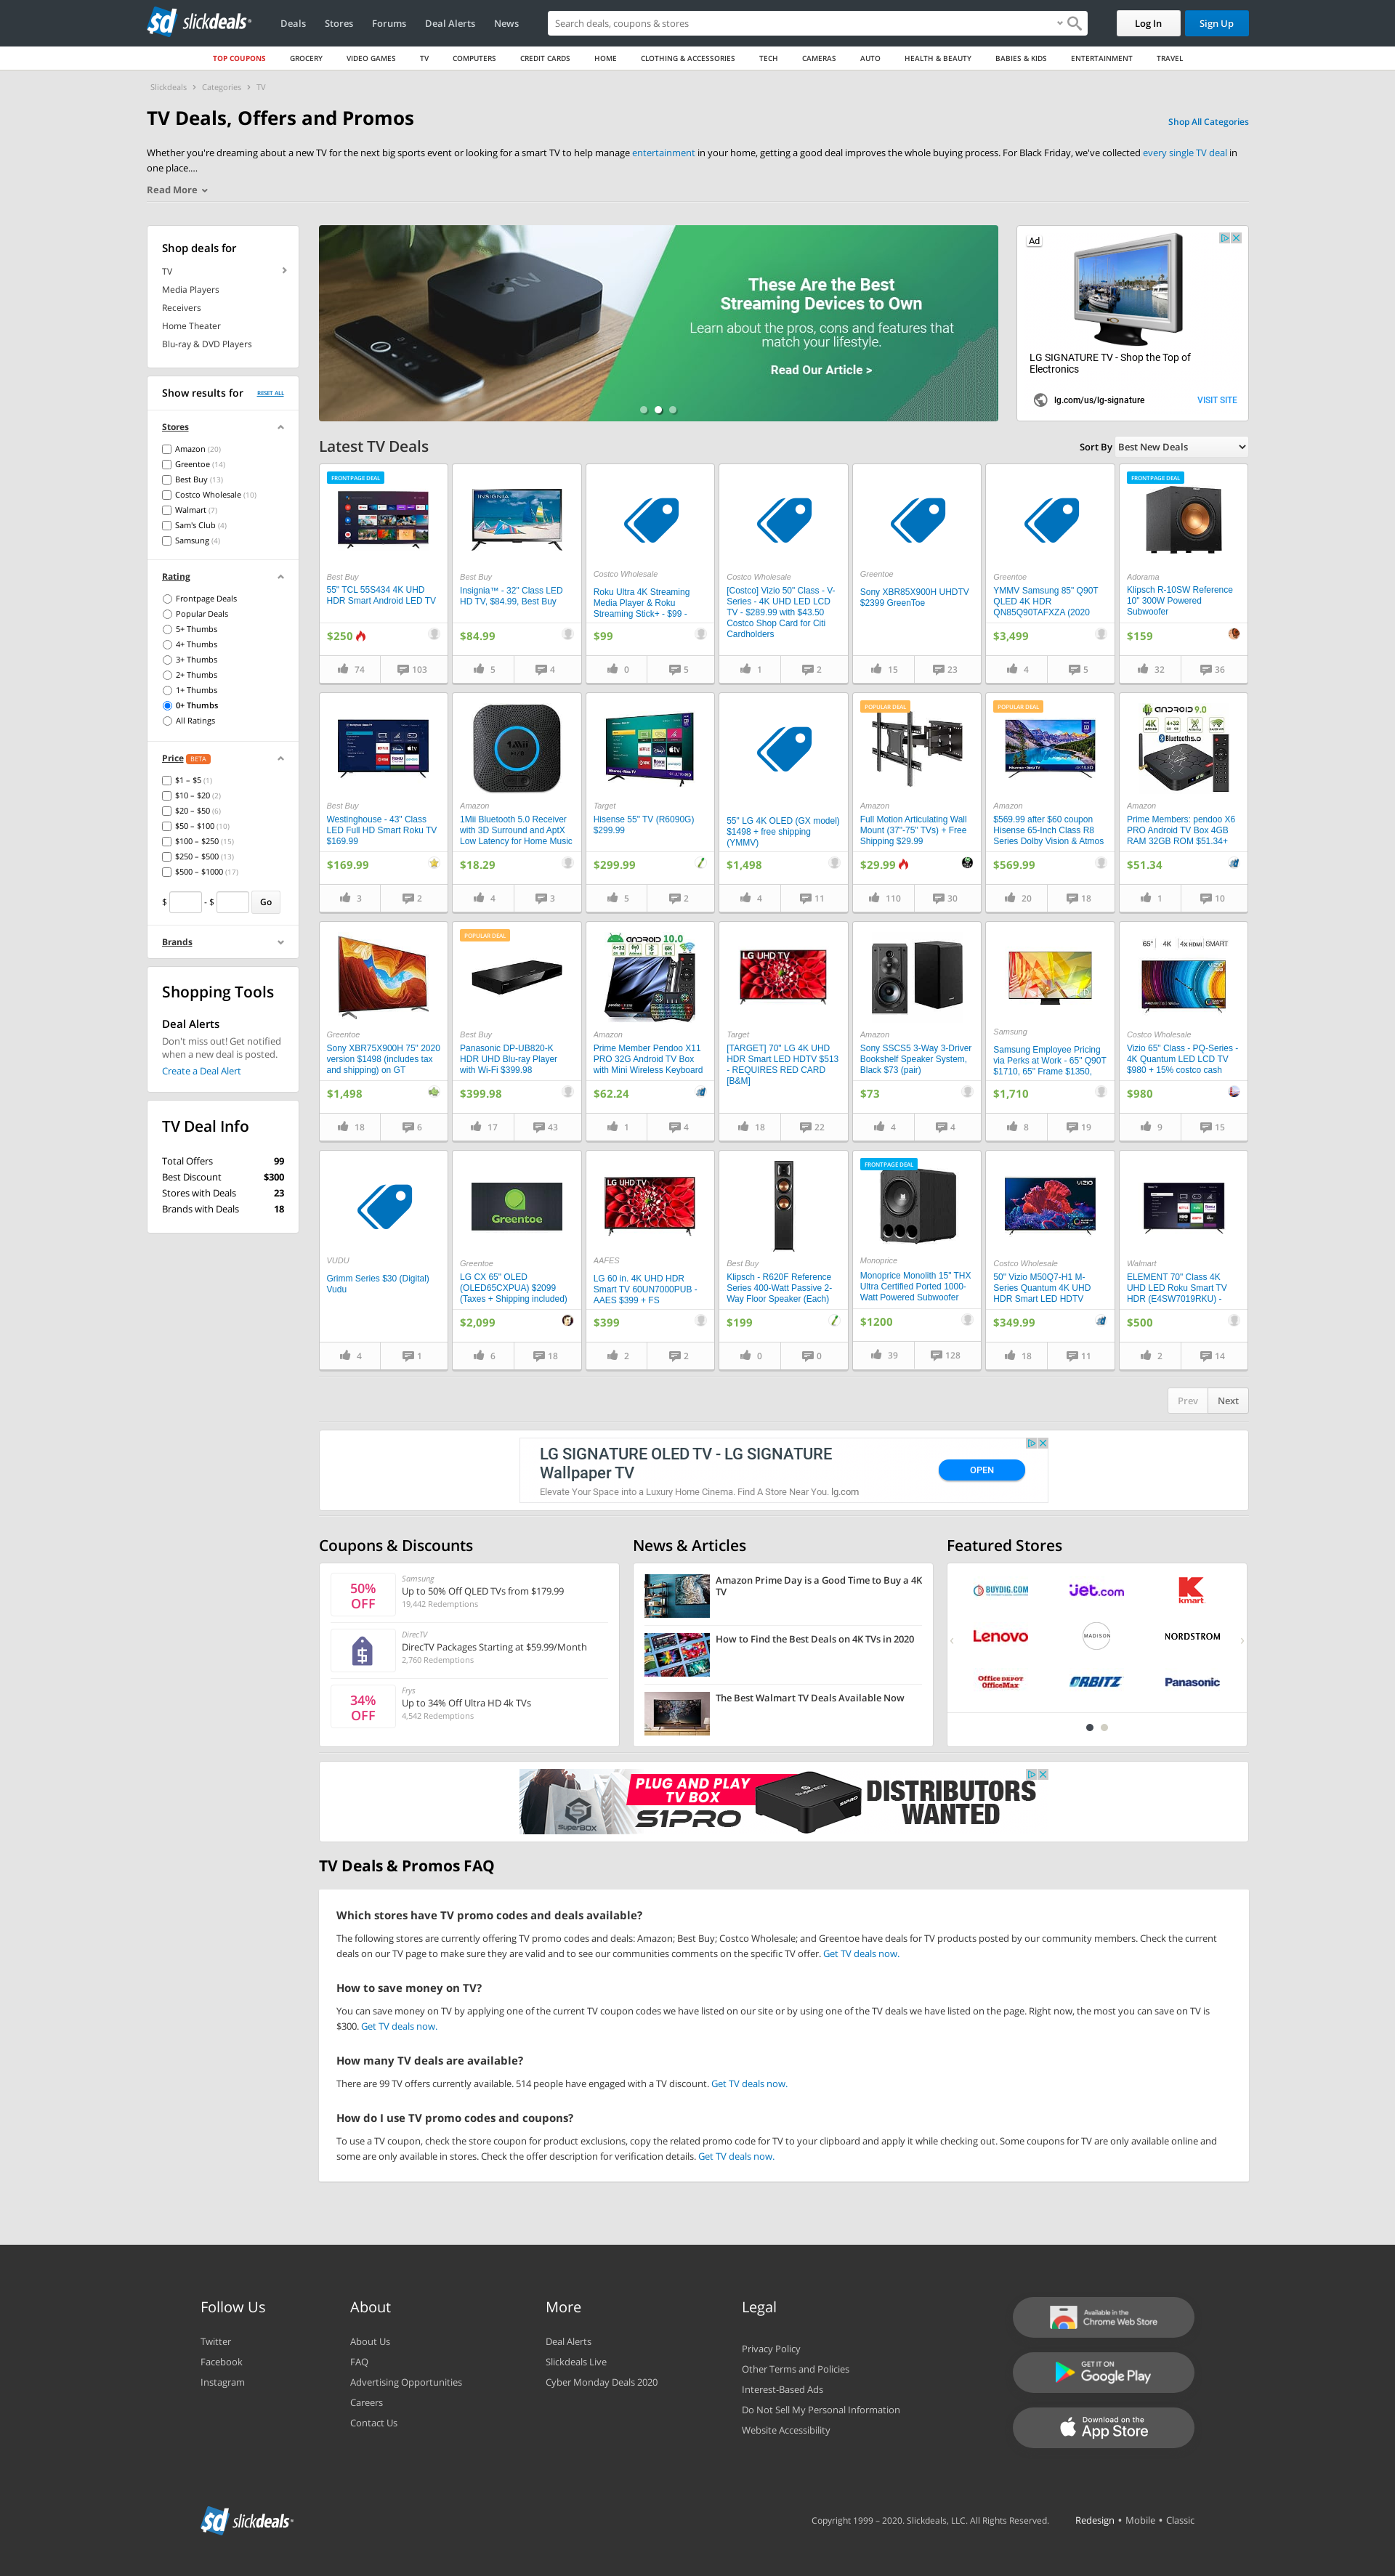 sd slickdeals
Deals Stores Forums Deal Alerts News
Search deals, coupons & stores
Log In Sign Up
TOP COUPONS GROCERY VIDEO GAMES TV COMPUTERS CREDIT CARDS HOME CLOTHING & ACCESSORIES TECH CAMERAS AUTO HEALTH & BEAUTY BABIES & KIDS ENTERTAINMENT TRAVEL
Slickdeals › Categories › TV
TV Deals, Offers and Promos
Shop All Categories
Whether you're dreaming about a new TV for the next big sports event or looking for a smart TV to help manage entertainment in your home, getting a good deal improves the whole buying process. For Black Friday, we've collected every single TV deal in
one place....
Read More
Shop deals for
TV
Media Players
Receivers
Home Theater
Blu-ray & DVD Players
Show results for RESET ALL
Stores
Amazon (20)
Greentoe (14)
Best Buy (13)
Costco Wholesale (10)
Walmart (7)
Sam's Club (4)
Samsung (4)
Rating
Frontpage Deals
Popular Deals
5+ Thumbs
4+ Thumbs
3+ Thumbs
2+ Thumbs
1+ Thumbs
0+ Thumbs
All Ratings
Price BETA
$1 – $5 (1)
$10 – $20 (2)
$20 – $50 (6)
$50 – $100 (10)
$100 – $250 (15)
$250 – $500 (13)
$500 – $1000 (17)
$ - $ Go
Brands
Shopping Tools
Deal Alerts
Don't miss out! Get notified
when a new deal is posted.
Create a Deal Alert
TV Deal Info
Total Offers 99
Best Discount $300
Stores with Deals 23
Brands with Deals 18
tv
These Are the Best
Streaming Devices to Own
Learn about the pros, cons and features that
match your lifestyle.
Read Our Article >
Ad
LG SIGNATURE TV - Shop the Top of
Electronics
lg.com/us/lg-signature VISIT SITE
Latest TV Deals
Sort By Best New Deals
FRONTPAGE DEAL
Best Buy
55" TCL 55S434 4K UHD
HDR Smart Android LED TV
$250
74 103
INSIGNIA
Best Buy
Insignia™ - 32" Class LED
HD TV, $84.99, Best Buy
$84.99
5 4
Costco Wholesale
Roku Ultra 4K Streaming
Media Player & Roku
Streaming Stick+ - $99 -
$99
0 5
Costco Wholesale
[Costco] Vizio 50" Class - V-
Series - 4K UHD LED LCD
TV - $289.99 with $43.50
Costco Shop Card for Citi
Cardholders
1 2
Greentoe
Sony XBR85X900H UHDTV
$2399 GreenToe
15 23
Greentoe
YMMV Samsung 85" Q90T
QLED 4K HDR
QN85Q90TAFXZA (2020
$3,499
4 5
FRONTPAGE DEAL
Adorama
Klipsch R-10SW Reference
10" 300W Powered
Subwoofer
$159
32 36
Best Buy
Westinghouse - 43" Class
LED Full HD Smart Roku TV
$169.99
$169.99
3 2
1Mii
Amazon
1Mii Bluetooth 5.0 Receiver
with 3D Surround and AptX
Low Latency for Home Music
$18.29
4 3
Target
Hisense 55" TV (R6090G)
$299.99
$299.99
5 2
55" LG 4K OLED (GX model)
$1498 + free shipping
(YMMV)
$1,498
4 11
POPULAR DEAL
Amazon
Full Motion Articulating Wall
Mount (37"-75" TVs) + Free
Shipping $29.99
$29.99
110 30
POPULAR DEAL
Amazon
$569.99 after $60 coupon
Hisense 65-Inch Class R8
Series Dolby Vision & Atmos
$569.99
20 18
ANDROID 9.0
4K 4+32
Bluetooth5.0
Amazon
Prime Members: pendoo X6
PRO Android TV Box 4GB
RAM 32GB ROM $51.34+
$51.34
1 10
Greentoe
Sony XBR75X900H 75" 2020
version $1498 (includes tax
and shipping) on GT
$1,498
18 6
POPULAR DEAL
Best Buy
Panasonic DP-UB820-K
HDR UHD Blu-ray Player
with Wi-Fi $399.98
$399.98
17 43
ANDROID 10.0
4+32 6K
Amazon
Prime Member Pendoo X11
PRO 32G Android TV Box
with Mini Wireless Keyboard
$62.24
1 4
LG UHD TV
Target
[TARGET] 70" LG 4K UHD
HDR Smart LED HDTV $513
- REQUIRES RED CARD
[B&M]
18 22
Amazon
Sony SSCS5 3-Way 3-Driver
Bookshelf Speaker System,
Black $73 (pair)
$73
4 4
Samsung
Samsung Employee Pricing
via Perks at Work - 65" Q90T
$1710, 65" Frame $1350,
$1,710
8 19
65" 4K 4x HDMI SMART
VIZIO
Costco Wholesale
Vizio 65" Class - PQ-Series -
4K Quantum LED LCD TV
$980 + 15% costco cash
$980
9 15
VUDU
Grimm Series $30 (Digital)
Vudu
4 1
Greentoe
Greentoe
LG CX 65" OLED
(OLED65CXPUA) $2099
(Taxes + Shipping included)
$2,099
6 18
LG UHD TV
AAFES
LG 60 in. 4K UHD HDR
Smart TV 60UN7000PUB -
AAES $399 + FS
$399
2 2
Best Buy
Klipsch - R620F Reference
Series 400-Watt Passive 2-
Way Floor Speaker (Each)
$199
0 0
FRONTPAGE DEAL
Monoprice
Monoprice Monolith 15" THX
Ultra Certified Ported 1000-
Watt Powered Subwoofer
$1200
39 128
VIZIO
Costco Wholesale
50" Vizio M50Q7-H1 M-
Series Quantum 4K UHD
HDR Smart LED HDTV
$349.99
18 11
Walmart
ELEMENT 70" Class 4K
UHD LED Roku Smart TV
HDR (E4SW7019RKU) -
$500
2 14
Prev Next
LG SIGNATURE OLED TV - LG SIGNATURE
Wallpaper TV
Elevate Your Space into a Luxury Home Cinema. Find A Store Near You. lg.com
OPEN
Coupons & Discounts
50%
OFF
Samsung
Up to 50% Off QLED TVs from $179.99
19,442 Redemptions
DirecTV
DirecTV Packages Starting at $59.99/Month
2,760 Redemptions
34%
OFF
Frys
Up to 34% Off Ultra HD 4k TVs
4,542 Redemptions
News & Articles
Amazon Prime Day is a Good Time to Buy a 4K
TV
How to Find the Best Deals on 4K TVs in 2020
The Best Walmart TV Deals Available Now
Featured Stores
BUYDIG.COM jet.com kmart
Lenovo MADISON NORDSTROM
Office DEPOT
OfficeMax
ORBITZ Panasonic
SuperBOX
PLUG AND PLAY
TV BOX
S1PRO
SuperBOX
S1PRO
DISTRIBUTORS
WANTED
TV Deals & Promos FAQ
Which stores have TV promo codes and deals available?
The following stores are currently offering TV promo codes and deals: Amazon; Best Buy; Costco Wholesale; and Greentoe have deals for TV products posted by our community members. Check the current
deals on our TV page to make sure they are valid and to see our communities comments on the specific TV offer. Get TV deals now.
How to save money on TV?
You can save money on TV by applying one of the current TV coupon codes we have listed on our site or by using one of the TV deals we have listed on the page. Right now, the most you can save on TV is
$300. Get TV deals now.
How many TV deals are available?
There are 99 TV offers currently available. 514 people have engaged with a TV discount. Get TV deals now.
How do I use TV promo codes and coupons?
To use a TV coupon, check the store coupon for product exclusions, copy the related promo code for TV to your clipboard and apply it while checking out. Some coupons for TV are only available online and
some are only available in stores. Check the offer description for verification details. Get TV deals now.
Follow Us
Twitter
Facebook
Instagram
About
About Us
FAQ
Advertising Opportunities
Careers
Contact Us
More
Deal Alerts
Slickdeals Live
Cyber Monday Deals 2020
Legal
Privacy Policy
Other Terms and Policies
Interest-Based Ads
Do Not Sell My Personal Information
Website Accessibility
Available in the
Chrome Web Store
GET IT ON
Google Play
Download on the
App Store
sd slickdeals
Copyright 1999 – 2020. Slickdeals, LLC. All Rights Reserved. Redesign • Mobile • Classic